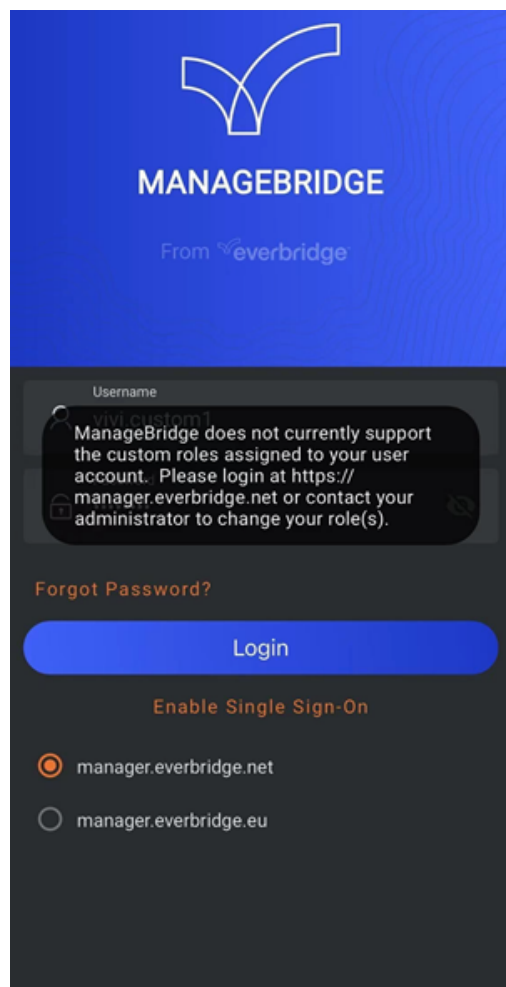 MANAGEBRIDGE
From everbridge
Username
vivi.custom1
ManageBridge does not currently support
the custom roles assigned to your user
account. Please login at https://
manager.everbridge.net or contact your
administrator to change your role(s).
Forgot Password?
Login
Enable Single Sign-On
manager.everbridge.net
manager.everbridge.eu